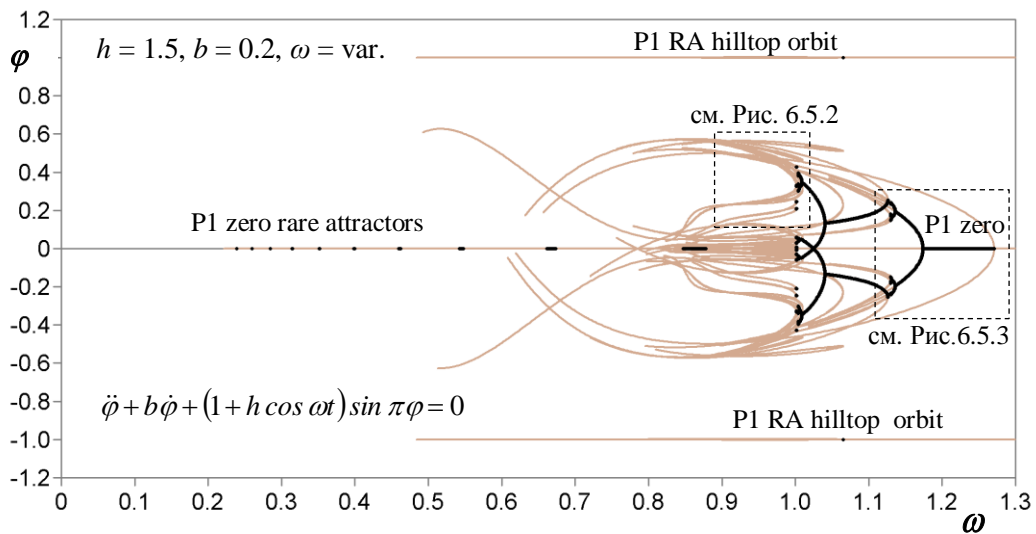 1.2
1.0
0.8
0.6
0.4
0.2
0
-0.2
-0.4
-0.6
-0.8
-1.0
-1.2
φ
h = 1.5, b = 0.2, ω = var.
P1 RA hilltop orbit
см. Рис. 6.5.2
P1 zero rare attractors
P1 zero
см. Рис.6.5.3
φ̈ + bφ̇ + (1 + h cos ωt) sin πφ = 0
P1 RA hilltop orbit
0 0.1 0.2 0.3 0.4 0.5 0.6 0.7 0.8 0.9 1.0 1.1 1.2 1.3
ω